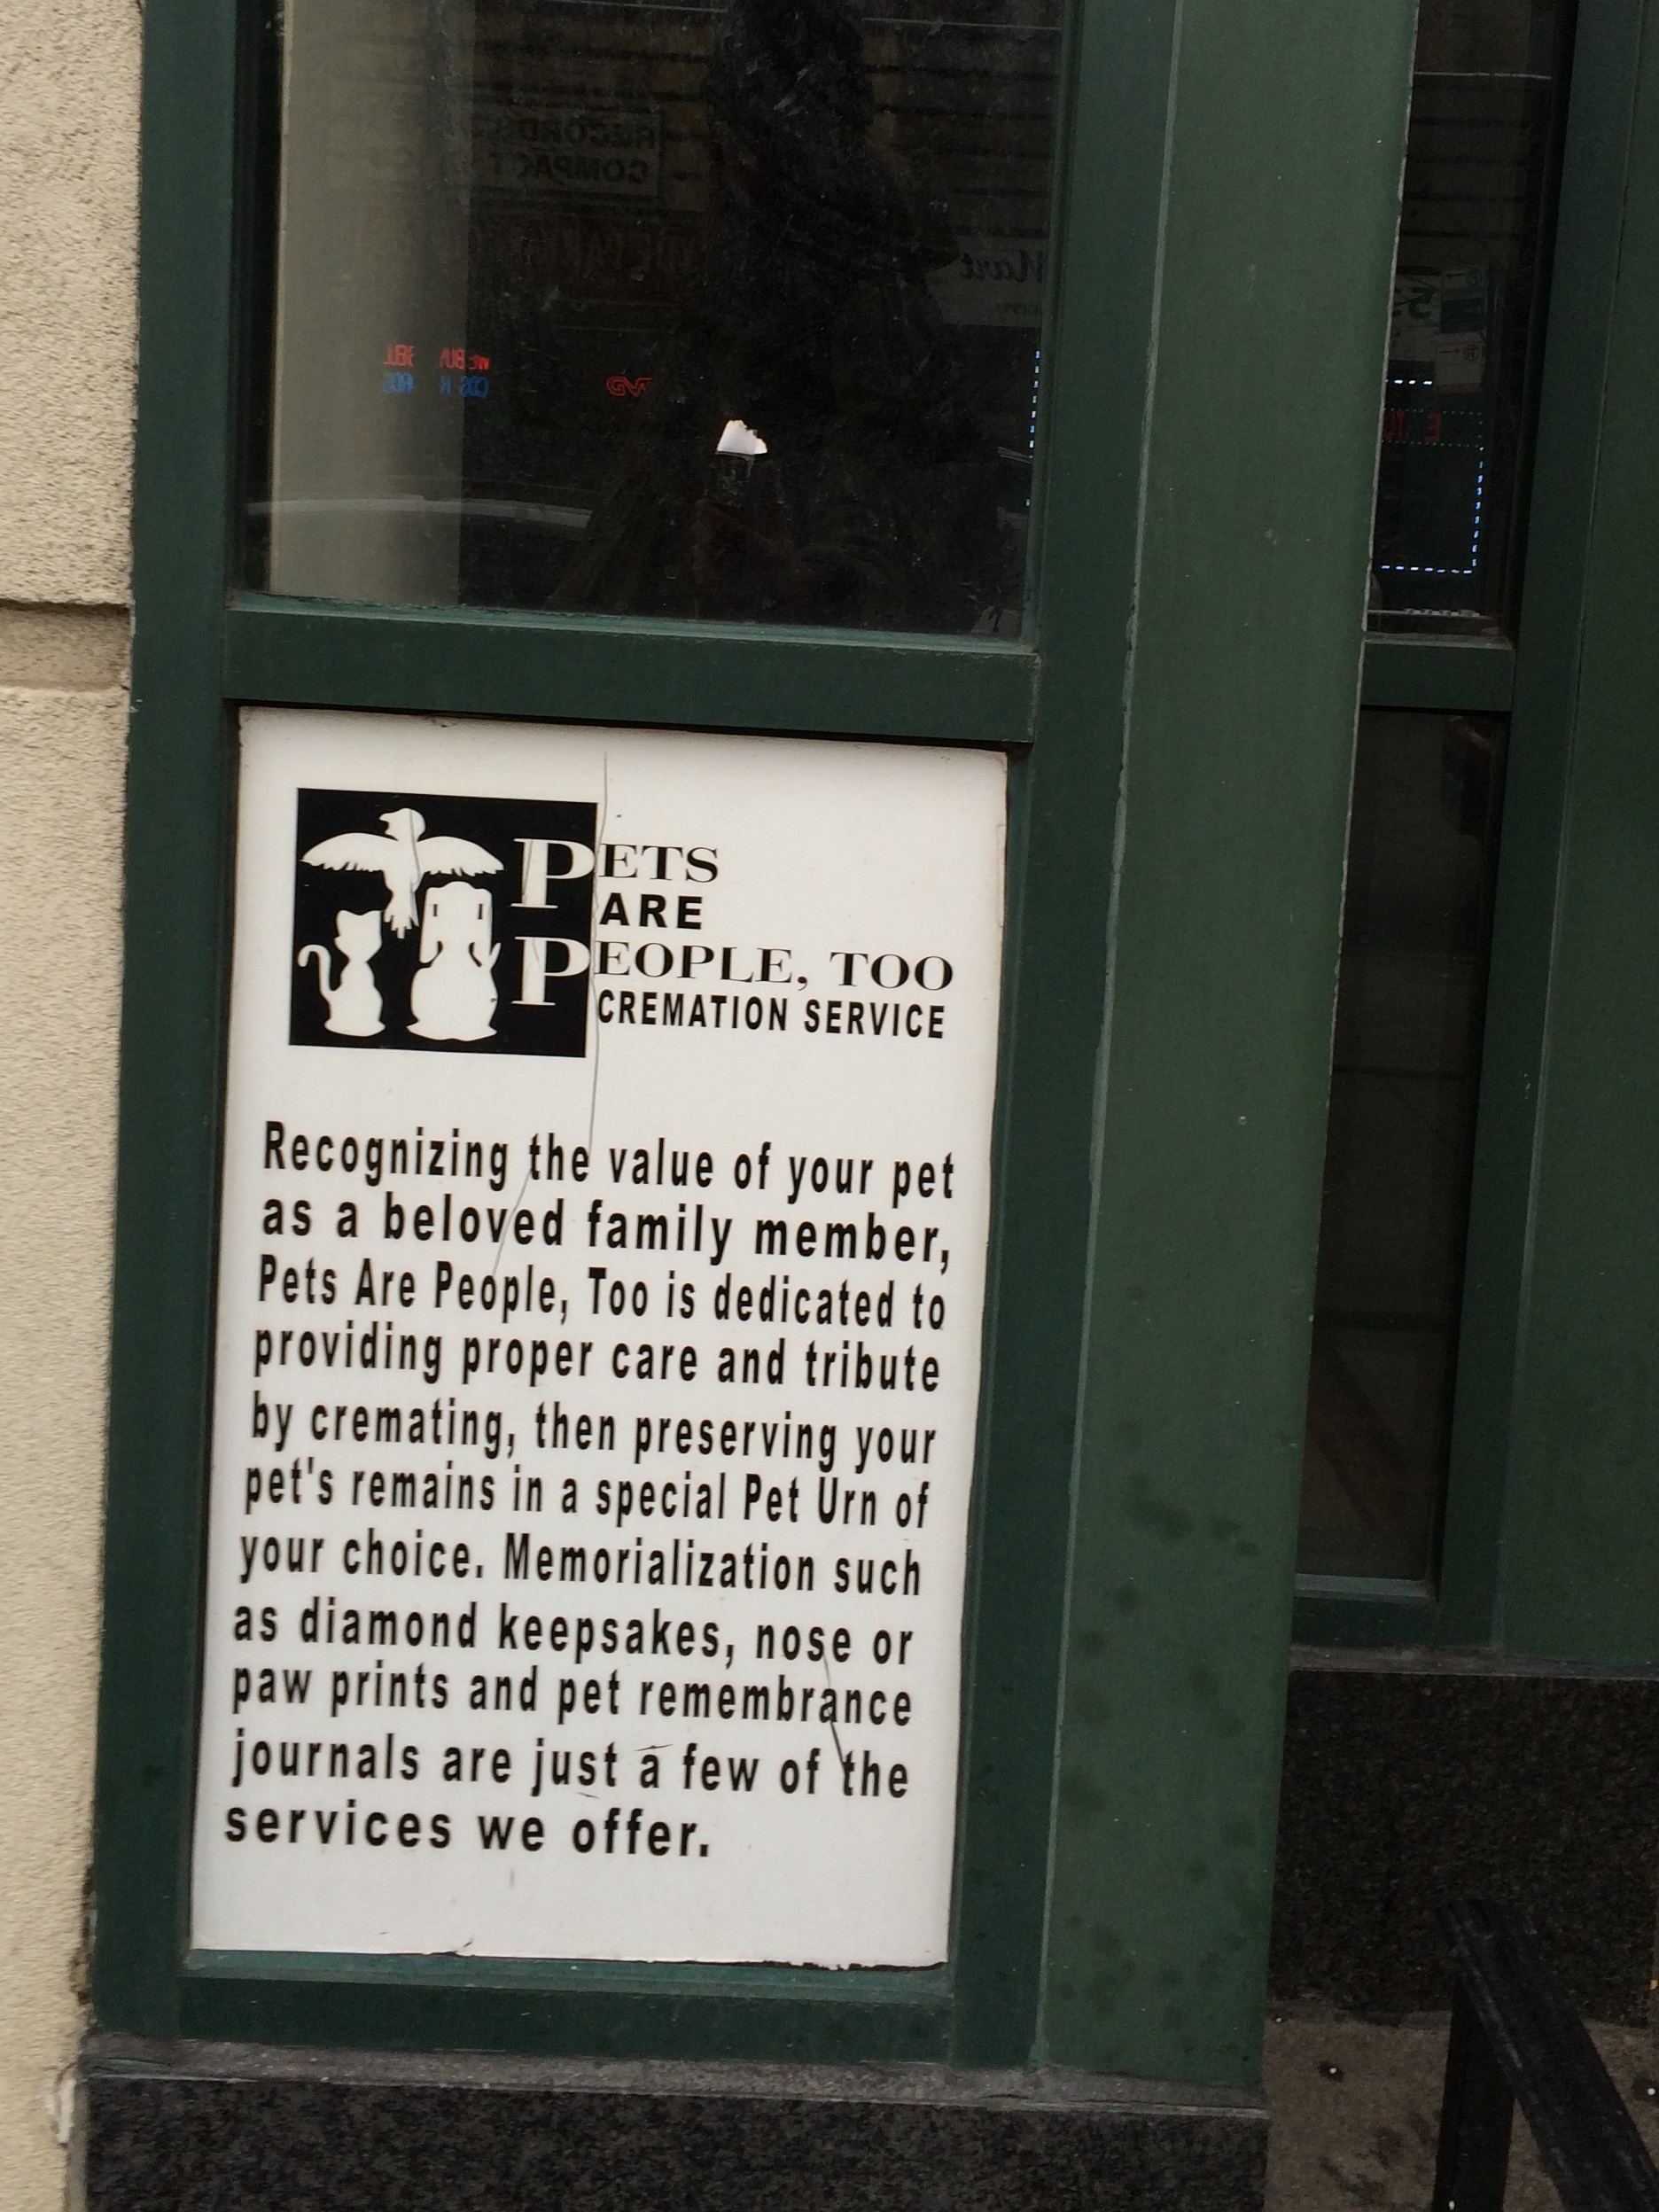 PETS
ARE
PEOPLE, TOO
CREMATION SERVICE
Recognizing the value of your pet
as a beloved family member,
Pets Are People, Too is dedicated to
providing proper care and tribute
by cremating, then preserving your
pet's remains in a special Pet Urn of
your choice. Memorialization such
as diamond keepsakes, nose or
paw prints and pet remembrance
journals are just a few of the
services we offer.